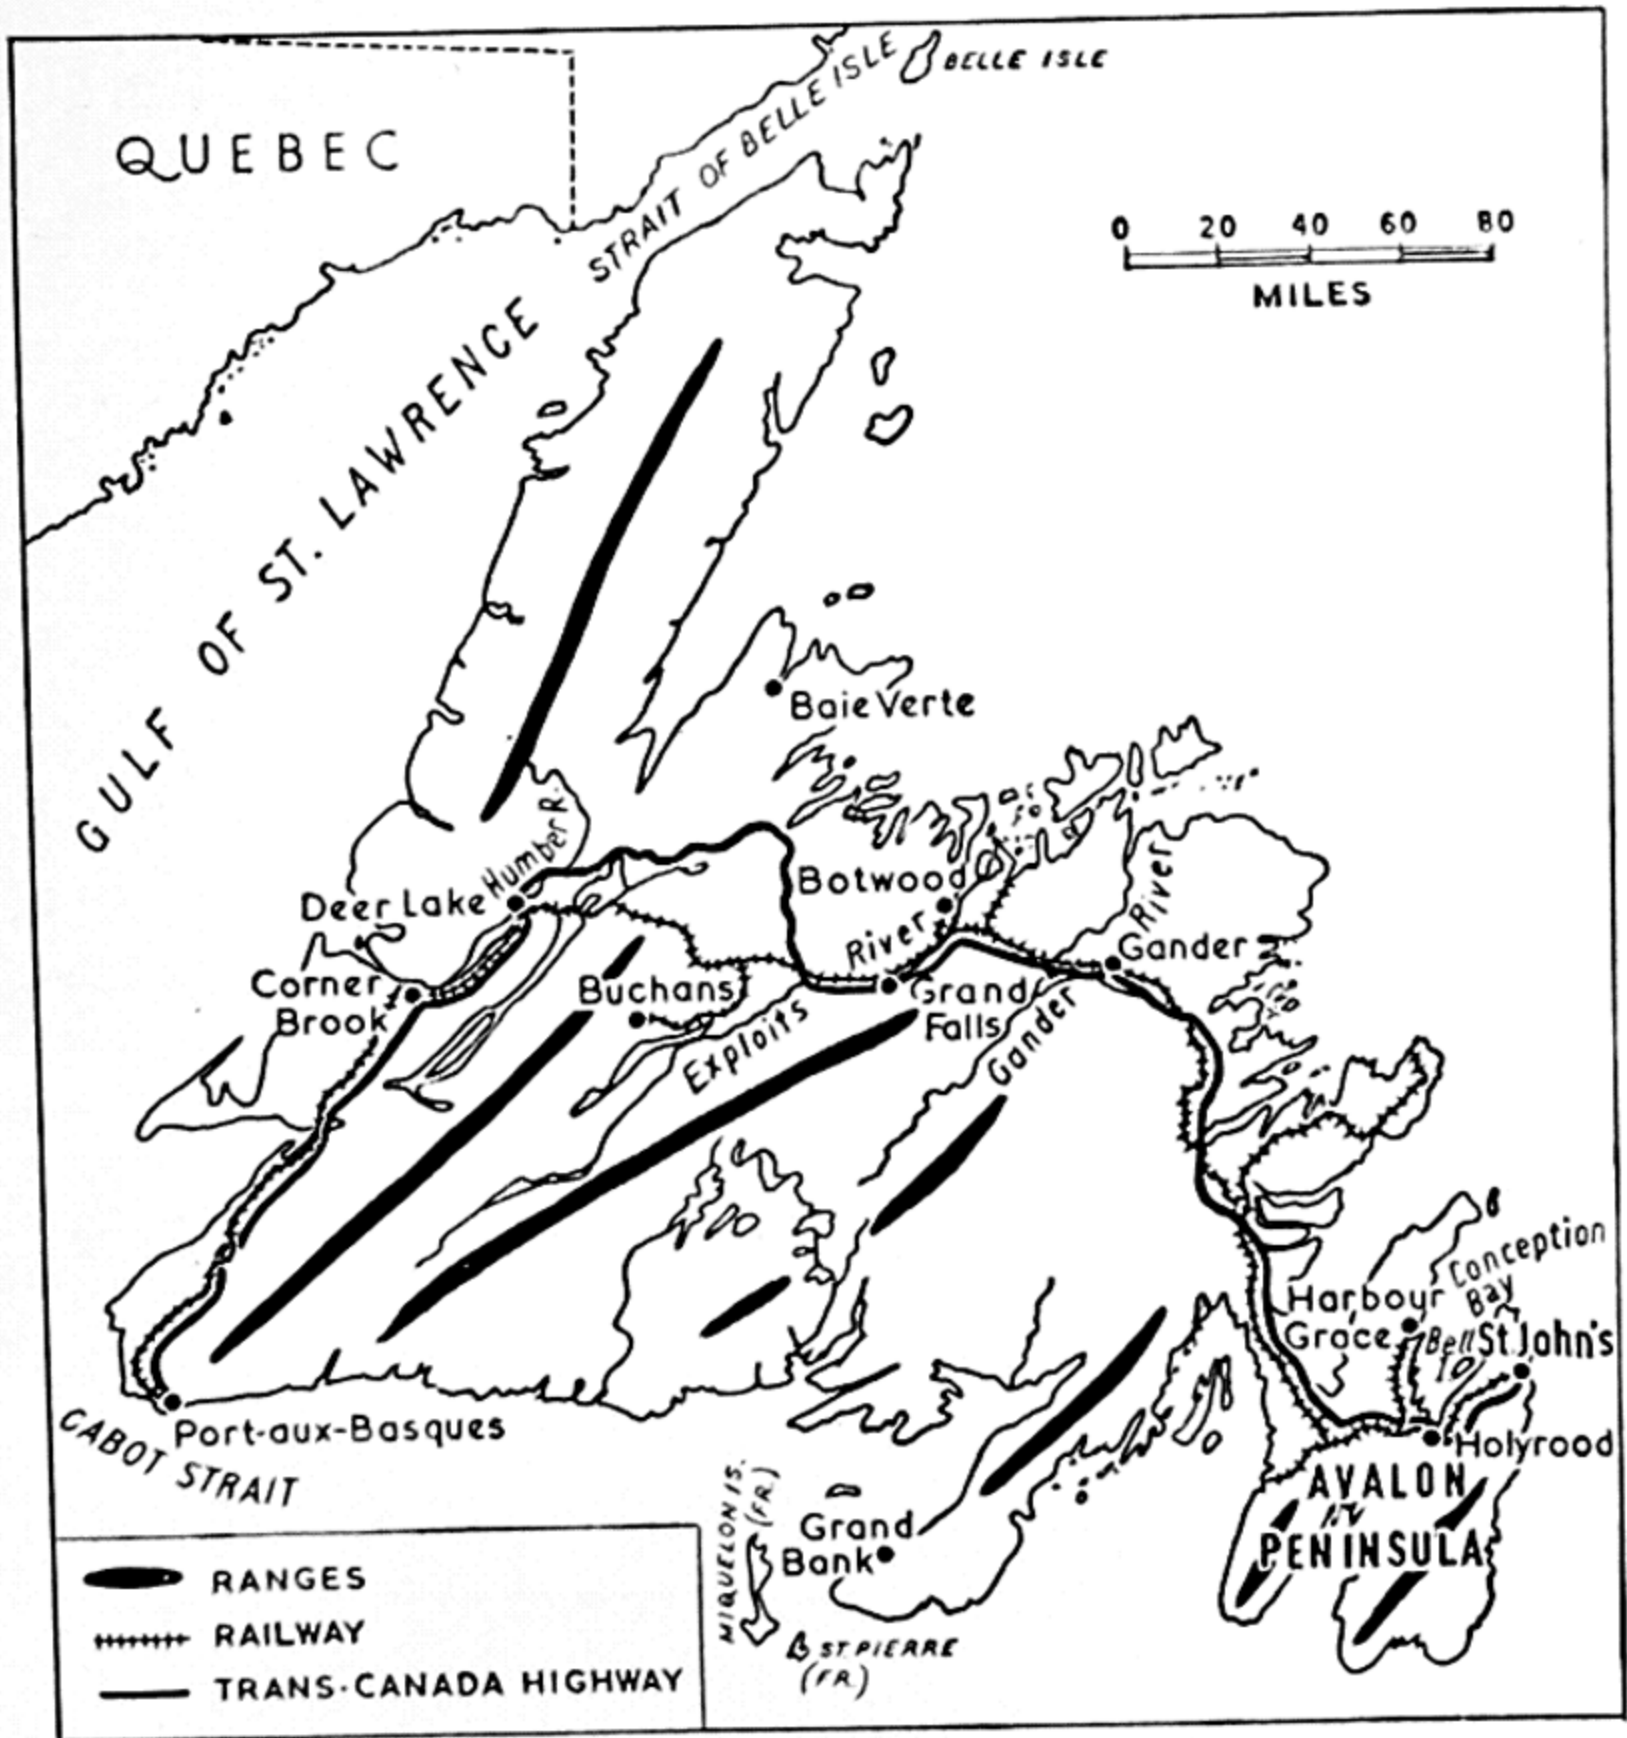 QUEBEC
STRAIT OF BELLE ISLE
BELLE ISLE
0 20 40 60 80
MILES
GULF OF ST. LAWRENCE
Baie Verte
Humber R.
Deer Lake
Botwood
River
River
Gander
Corner
Brook
Buchans
Exploits
Grand
Falls
Gander
Conception
Bay
Harbour
Grace
Bell
I
St John's
Holyrood
Port-aux-Basques
CABOT STRAIT
AVALON
PENINSULA
MIQUELON IS.
(FR.)
Grand
Bank
ST. PIERRE
(FR.)
RANGES
RAILWAY
TRANS-CANADA HIGHWAY